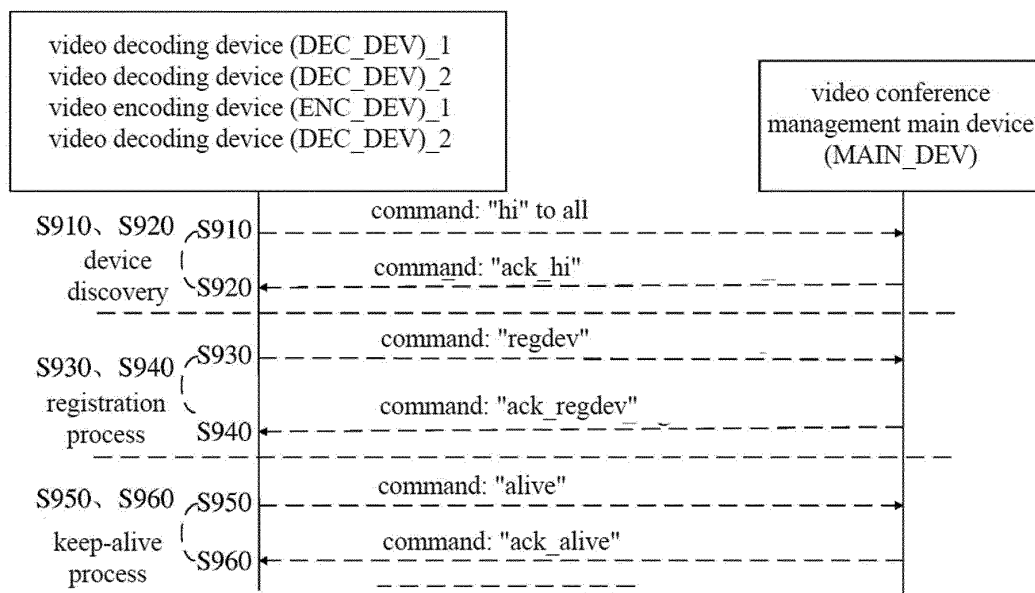 video decoding device (DEC_DEV)_1
video decoding device (DEC_DEV)_2
video encoding device (ENC_DEV)_1
video decoding device (DEC_DEV)_2
video conference
management main device
(MAIN_DEV)
S910、S920
device
discovery
S910
command: "hi" to all
command: "ack_hi"
S920
S930、S940
registration
process
S930
command: "regdev"
command: "ack_regdev"
S940
S950、S960
keep-alive
process
S950
command: "alive"
command: "ack_alive"
S960